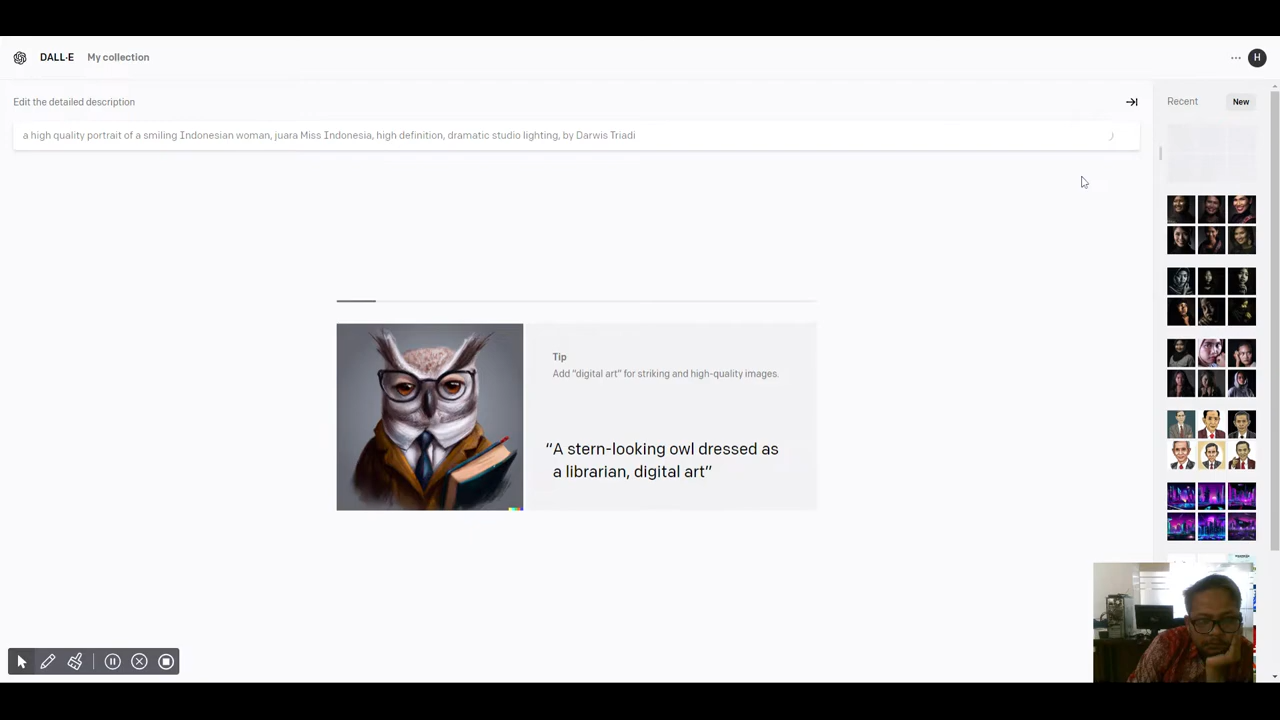 DALL·E My collection
H
Edit the detailed description
Recent New
a high quality portrait of a smiling Indonesian woman, juara Miss Indonesia, high definition, dramatic studio lighting, by Darwis Triadi
Tip
Add "digital art" for striking and high-quality images.
“A stern-looking owl dressed as
a librarian, digital art”